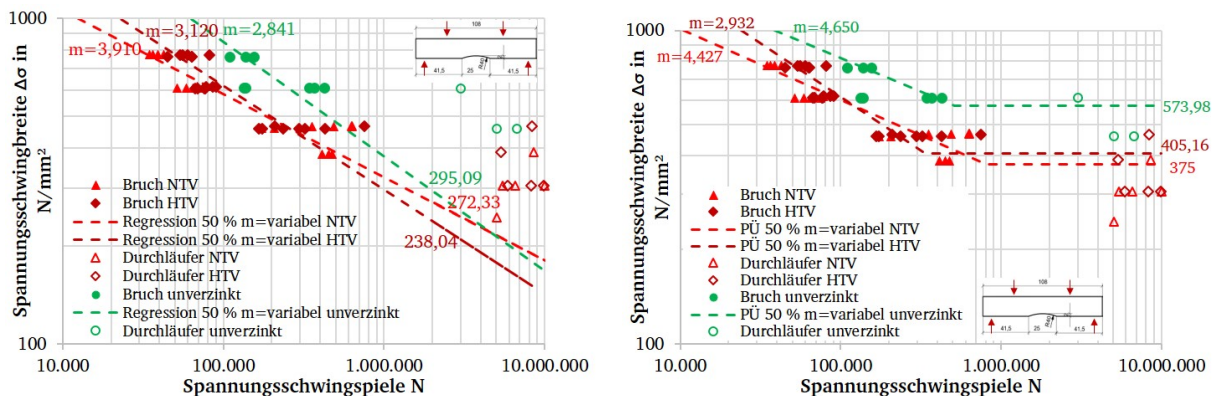 1000
m=3,910
m=3,120
m=2,841
108
R40
41,5
25
41,5
Spannungsschwingbreite Δσ in
N/mm²
295,09
272,33
238,04
Bruch NTV
Bruch HTV
Regression 50 % m=variabel NTV
Regression 50 % m=variabel HTV
Durchläufer NTV
Durchläufer HTV
Bruch unverzinkt
Regression 50 % m=variabel unverzinkt
Durchläufer unverzinkt
100
10.000
100.000
1.000.000
10.000.000
Spannungsschwingspiele N
1000
m=2,932
m=4,650
m=4,427
Spannungsschwingbreite Δσ in
N/mm²
573,98
405,16
375
Bruch NTV
Bruch HTV
PÜ 50 % m=variabel NTV
PÜ 50 % m=variabel HTV
Durchläufer NTV
Durchläufer HTV
Bruch unverzinkt
PÜ 50 % m=variabel unverzinkt
Durchläufer unverzinkt
108
R40
41,5
25
41,5
100
10.000
100.000
1.000.000
10.000.000
Spannungsschwingspiele N